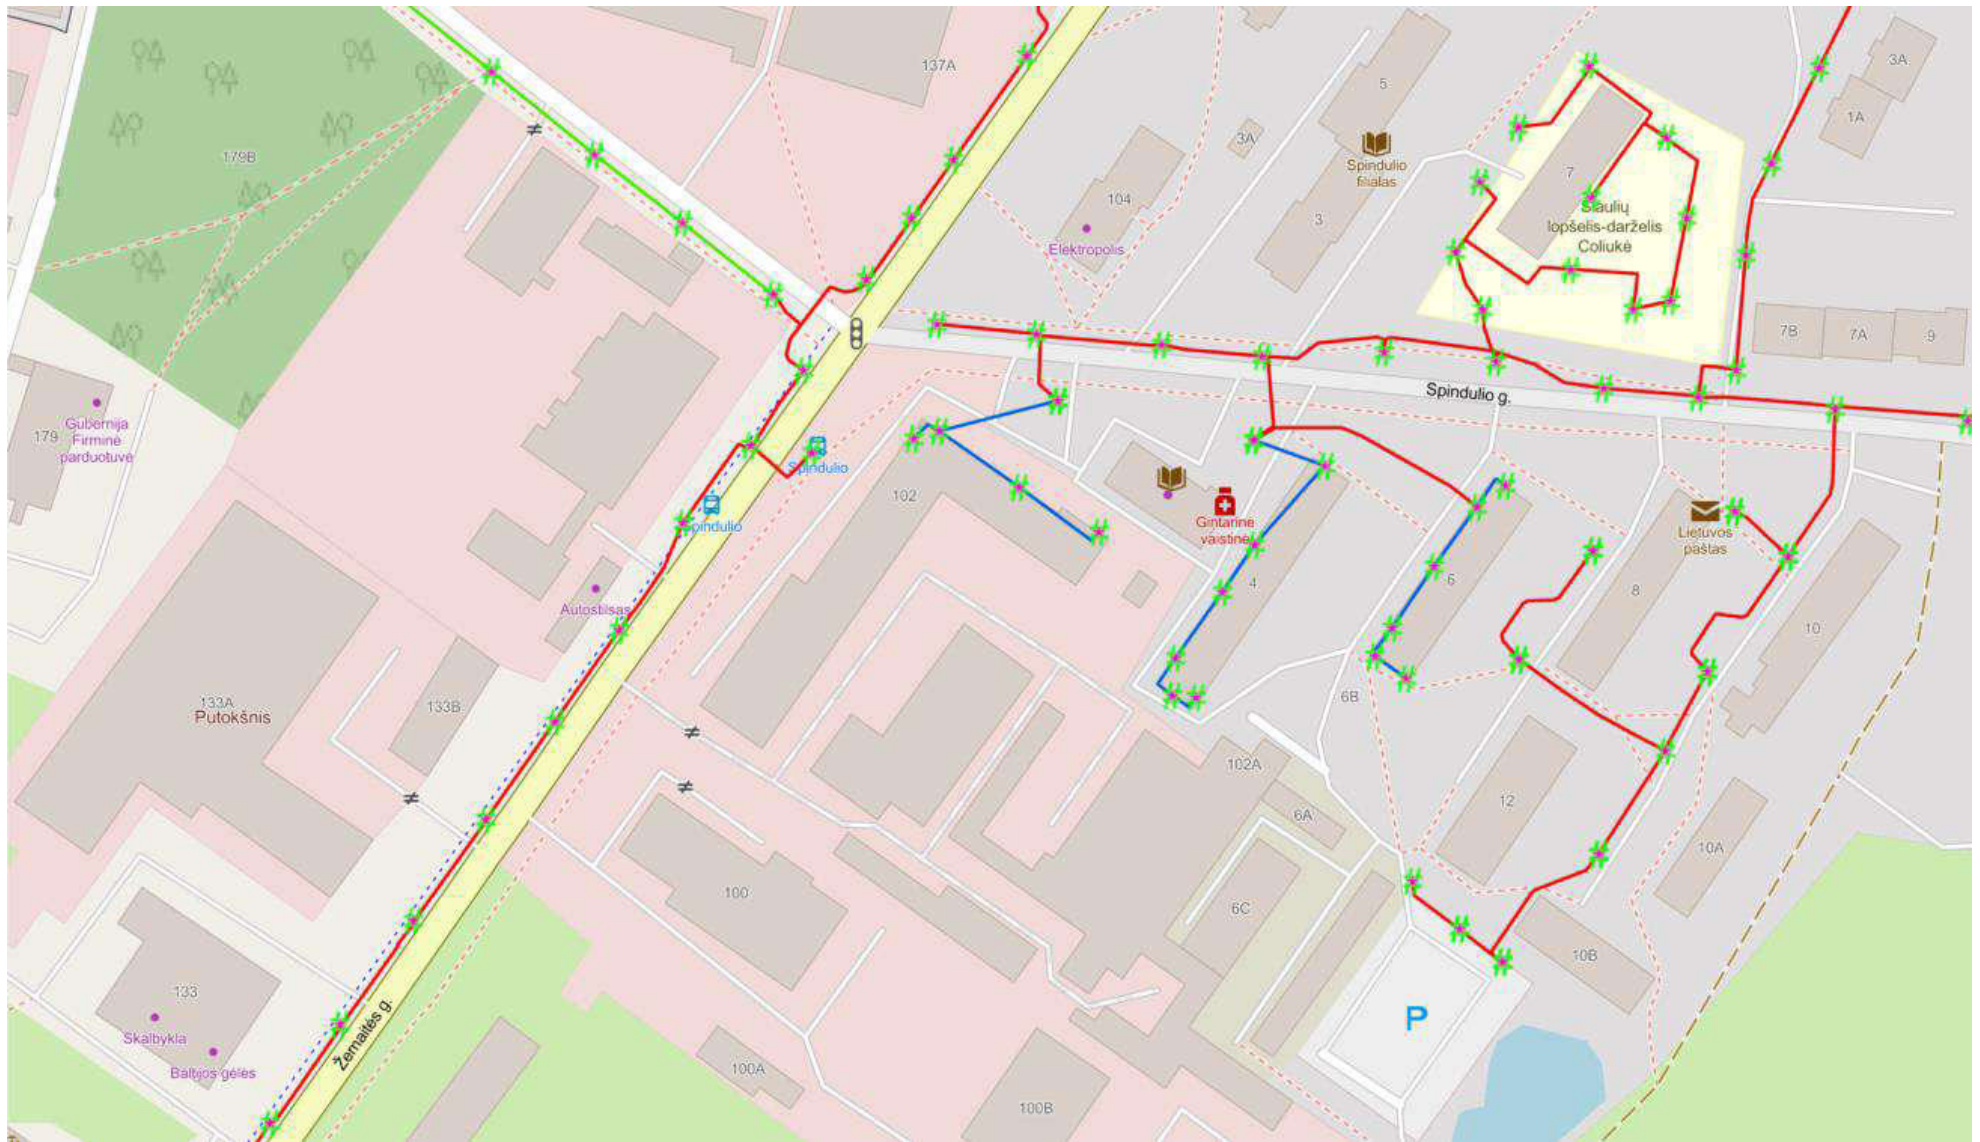 137A
3A
5
1A
179B
3A
Spindulio
filialas
7
104
3
Šiaulių
lopšelis-darželis
Coliukė
Elektropolis
7B
7A
9
Spindulio g.
Gubernija
Firminė
parduotuvė
179
Spindulio
102
Spindulio
Gintarinė
vaistinė
Lietuvos
paštas
4
6
8
10
Autostilsas
133A
Putokšnis
133B
6B
102A
12
6A
10A
100
6C
10B
133
Skalbykla
Baltijos gėlės
Žemaitės g.
P
100A
100B